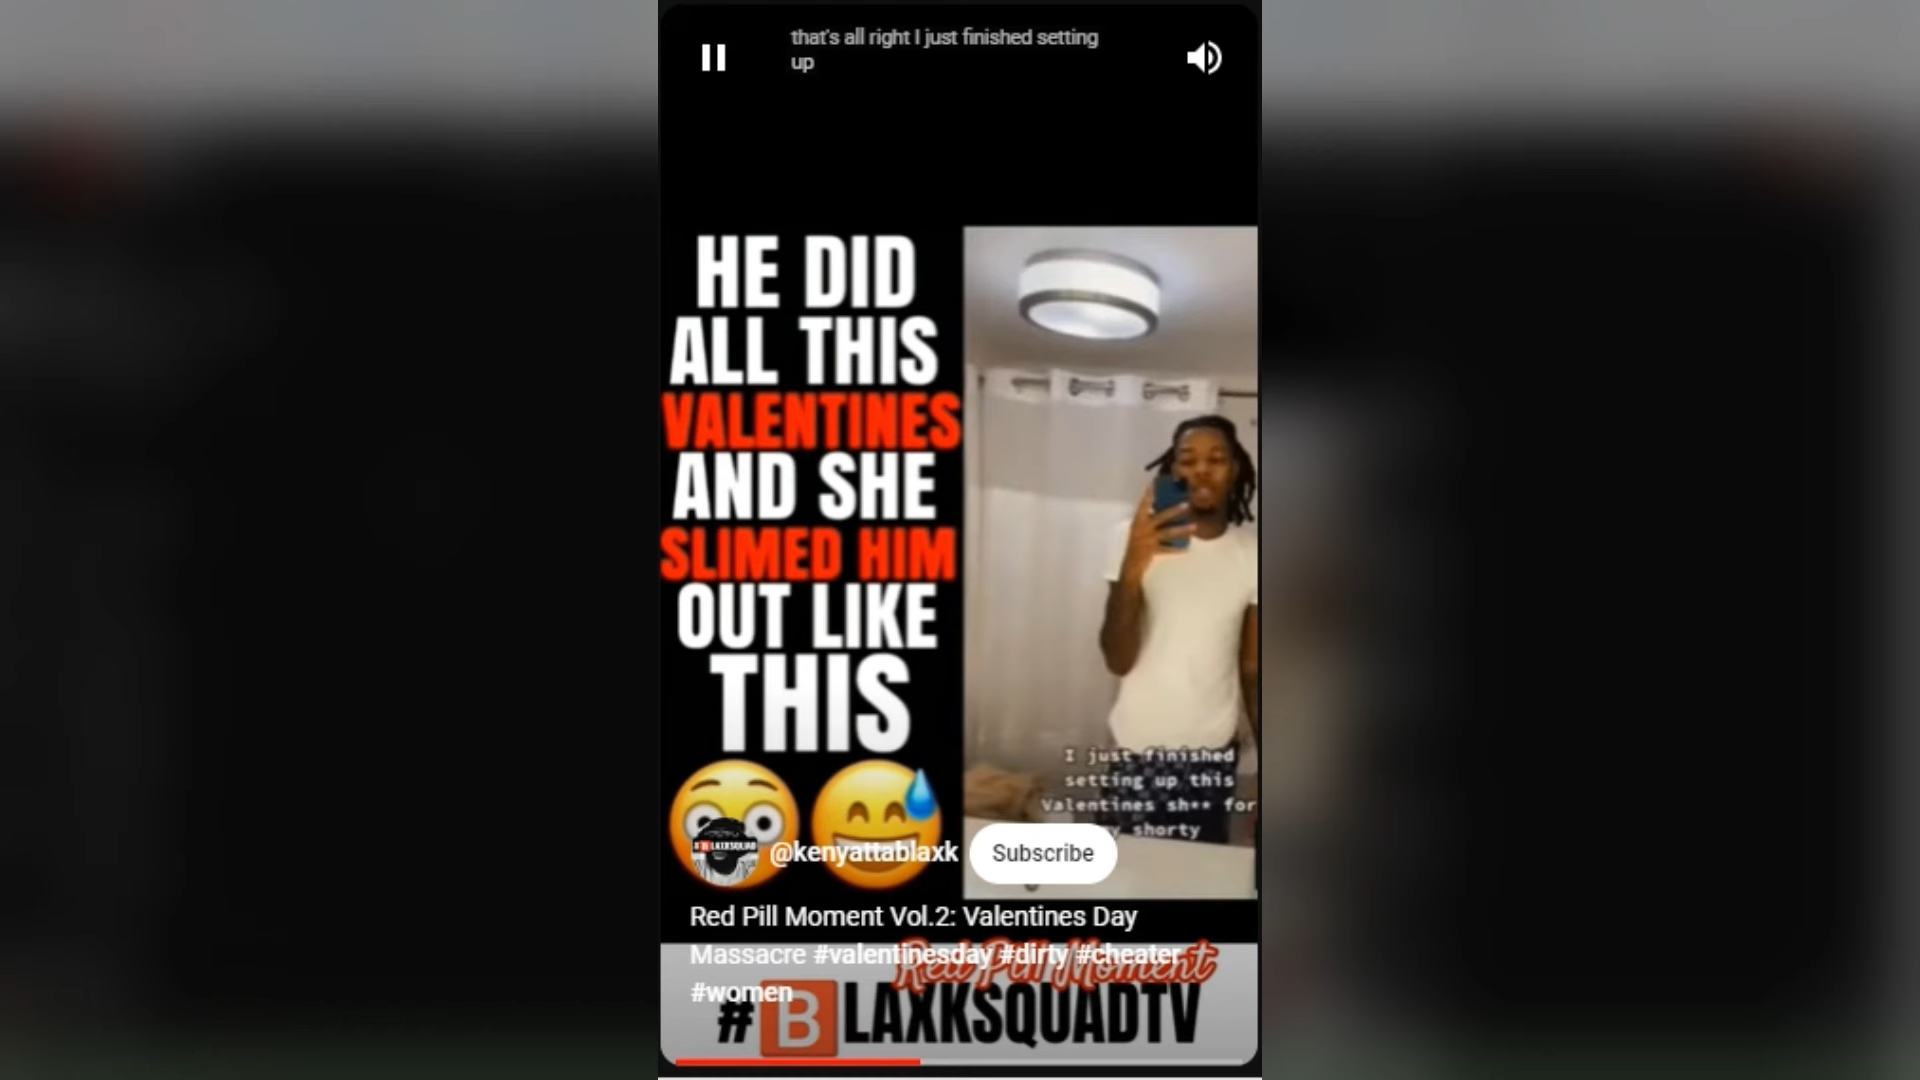 that's all right I just finished setting
up
HE DID
ALL THIS
VALENTINES
AND SHE
SLIMED HIM
OUT LIKE
THIS
I just finished
setting up this
Valentines sh** for
shorty
#BLAXKSQUAD
@kenyattablaxk
Subscribe
Red Pill Moment Vol.2: Valentines Day
Massacre #valentinesday #dirty #cheater
#women
Red Pill Moment
#🅱LAXKSQUADTV